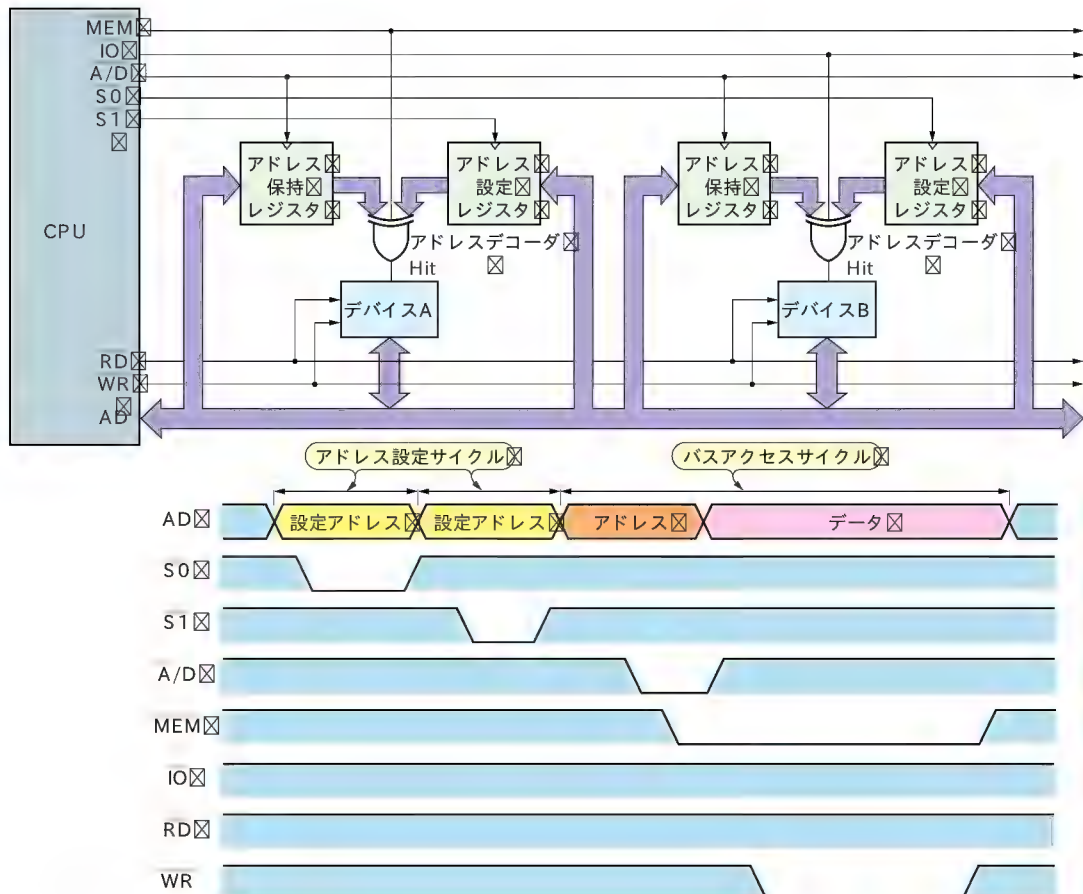 MEM
IO
A/D
S0
S1
CPU
アドレス
保持
レジスタ
アドレス
設定
レジスタ
アドレスデコーダ
Hit
デバイスA
アドレス
保持
レジスタ
アドレス
設定
レジスタ
アドレスデコーダ
Hit
デバイスB
RD
WR
AD
アドレス設定サイクル
バスアクセスサイクル
AD
設定アドレス
設定アドレス
アドレス
データ
S0
S1
A/D
MEM
IO
RD
WR